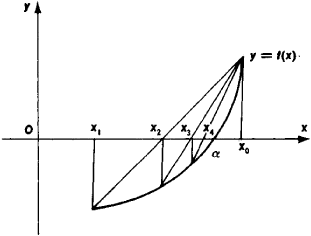 y
y = f(x)
O
x₁
x₂
x₃
x₄
x
α
x₀